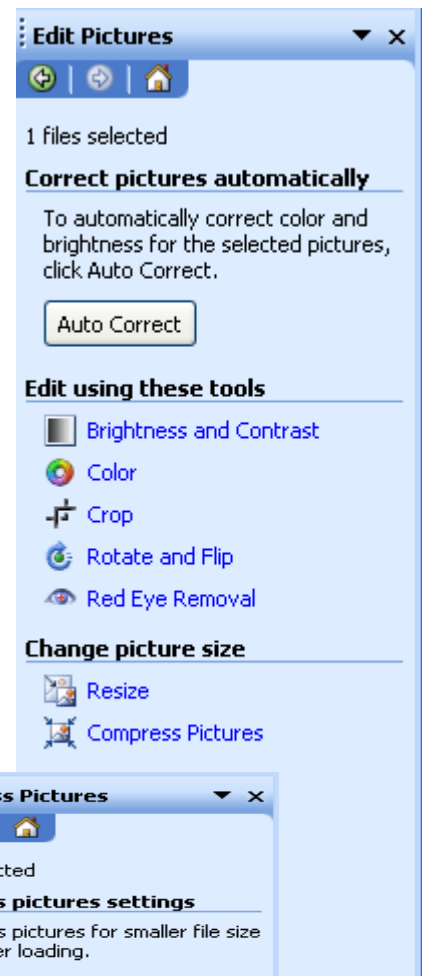 Edit Pictures
1 files selected
Correct pictures automatically
To automatically correct color and
brightness for the selected pictures,
click Auto Correct.
Auto Correct
Edit using these tools
Brightness and Contrast
Color
Crop
Rotate and Flip
Red Eye Removal
Change picture size
Resize
Compress Pictures
Pictures
pictures settings
pictures for smaller file size
loading.